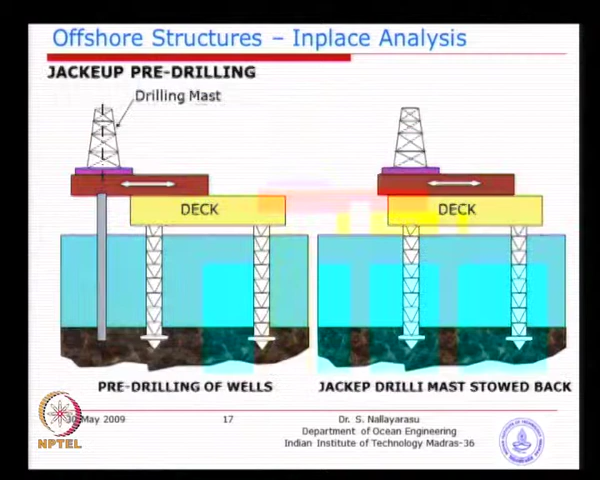 Offshore Structures – Inplace Analysis
JACKEUP PRE-DRILLING
Drilling Mast
DECK
DECK
PRE-DRILLING OF WELLS
JACKEP DRILLI MAST STOWED BACK
May 2009
17
Dr. S. Nallayarasu
Department of Ocean Engineering
Indian Institute of Technology Madras-36
NPTEL